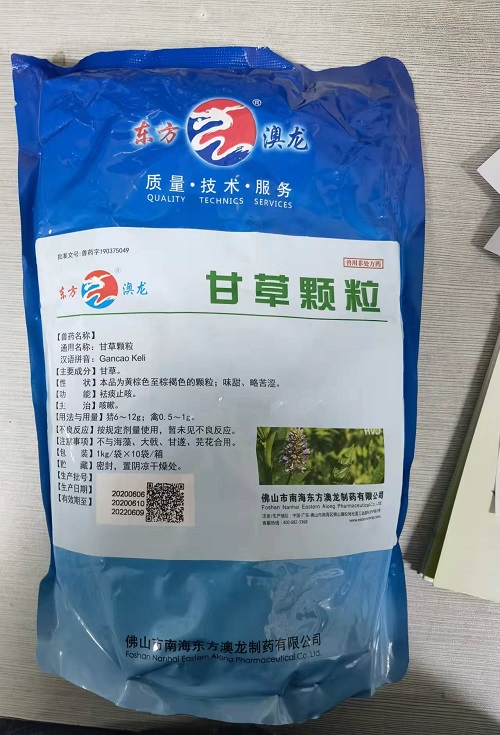 东方 澳龙 ®
质量·技术·服务
QUALITY TECHNICS SERVICES
批准文号:兽药字190375049
兽用非处方药
东方 澳龙 ®
甘草颗粒
【兽药名称】
通用名称:甘草颗粒
汉语拼音:Gancao Keli
【主要成分】甘草。
【性 状】本品为黄棕色至棕褐色的颗粒;味甜、略苦涩。
【功 能】祛痰止咳。
【主 治】咳嗽。
【用法与用量】猪6~12g;禽0.5~1g。
【不良反应】按规定剂量使用,暂未见不良反应。
【注意事项】不与海藻、大戟、甘遂、芫花合用。
【包 装】1kg/袋×10袋/箱
【贮 藏】密封,置阴凉干燥处。
【生产批号】20200606
【生产日期】20200610
【有效期至】20220609
佛山市南海东方澳龙制药有限公司
Foshan Nanhai Eastern Along Pharmaceutical Co., Ltd.
客服热线:400-682-3368
佛山市南海东方澳龙制药有限公司
Foshan Nanhai Eastern Along Pharmaceutical Co., Ltd.